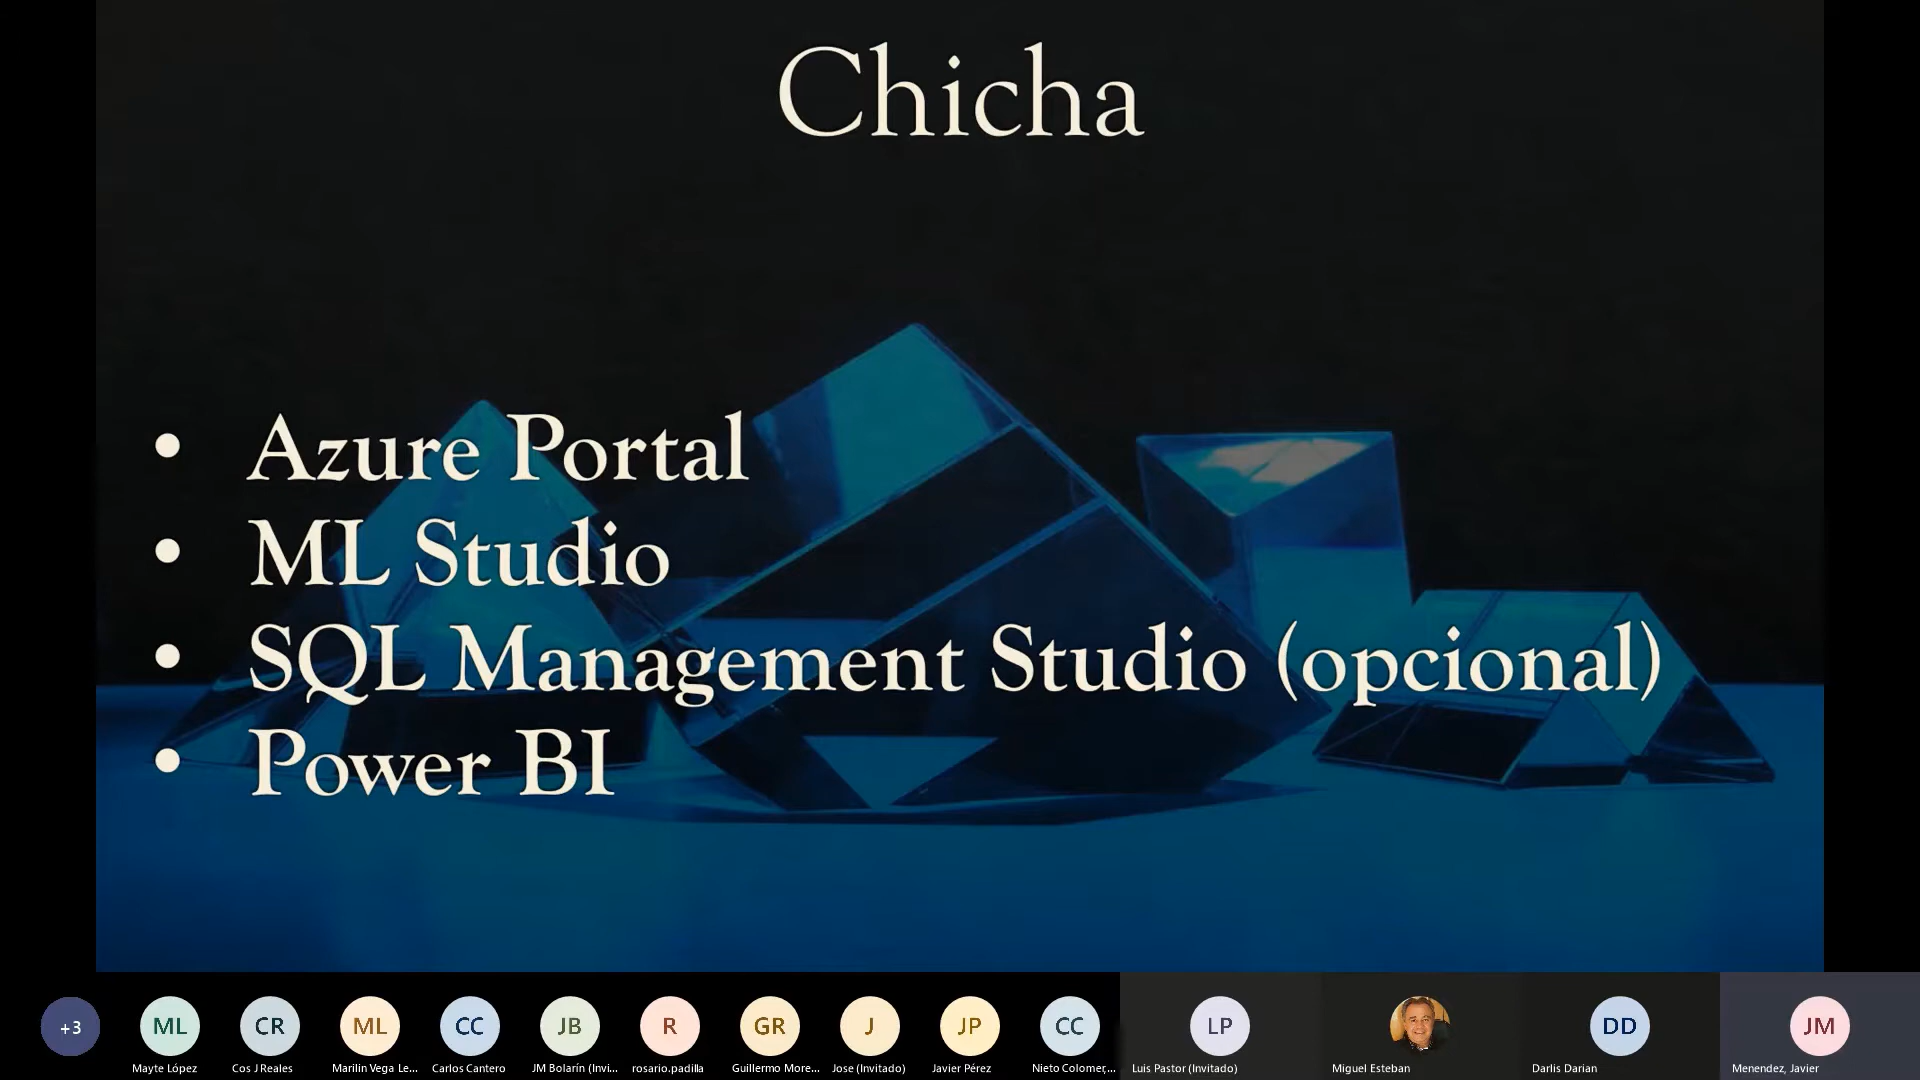 Chicha
• Azure Portal
• ML Studio
• SQL Management Studio (opcional)
• Power BI
+3
ML
CR
ML
CC
JB
R
GR
J
JP
CC
LP
DD
JM
Mayte López
Cos J Reales
Marilin Vega Le...
Carlos Cantero
JM Bolarín (Invi...
rosario.padilla
Guillermo More...
Jose (Invitado)
Javier Pérez
Nieto Colomer,...
Luis Pastor (Invitado)
Miguel Esteban
Darlis Darian
Menendez, Javier